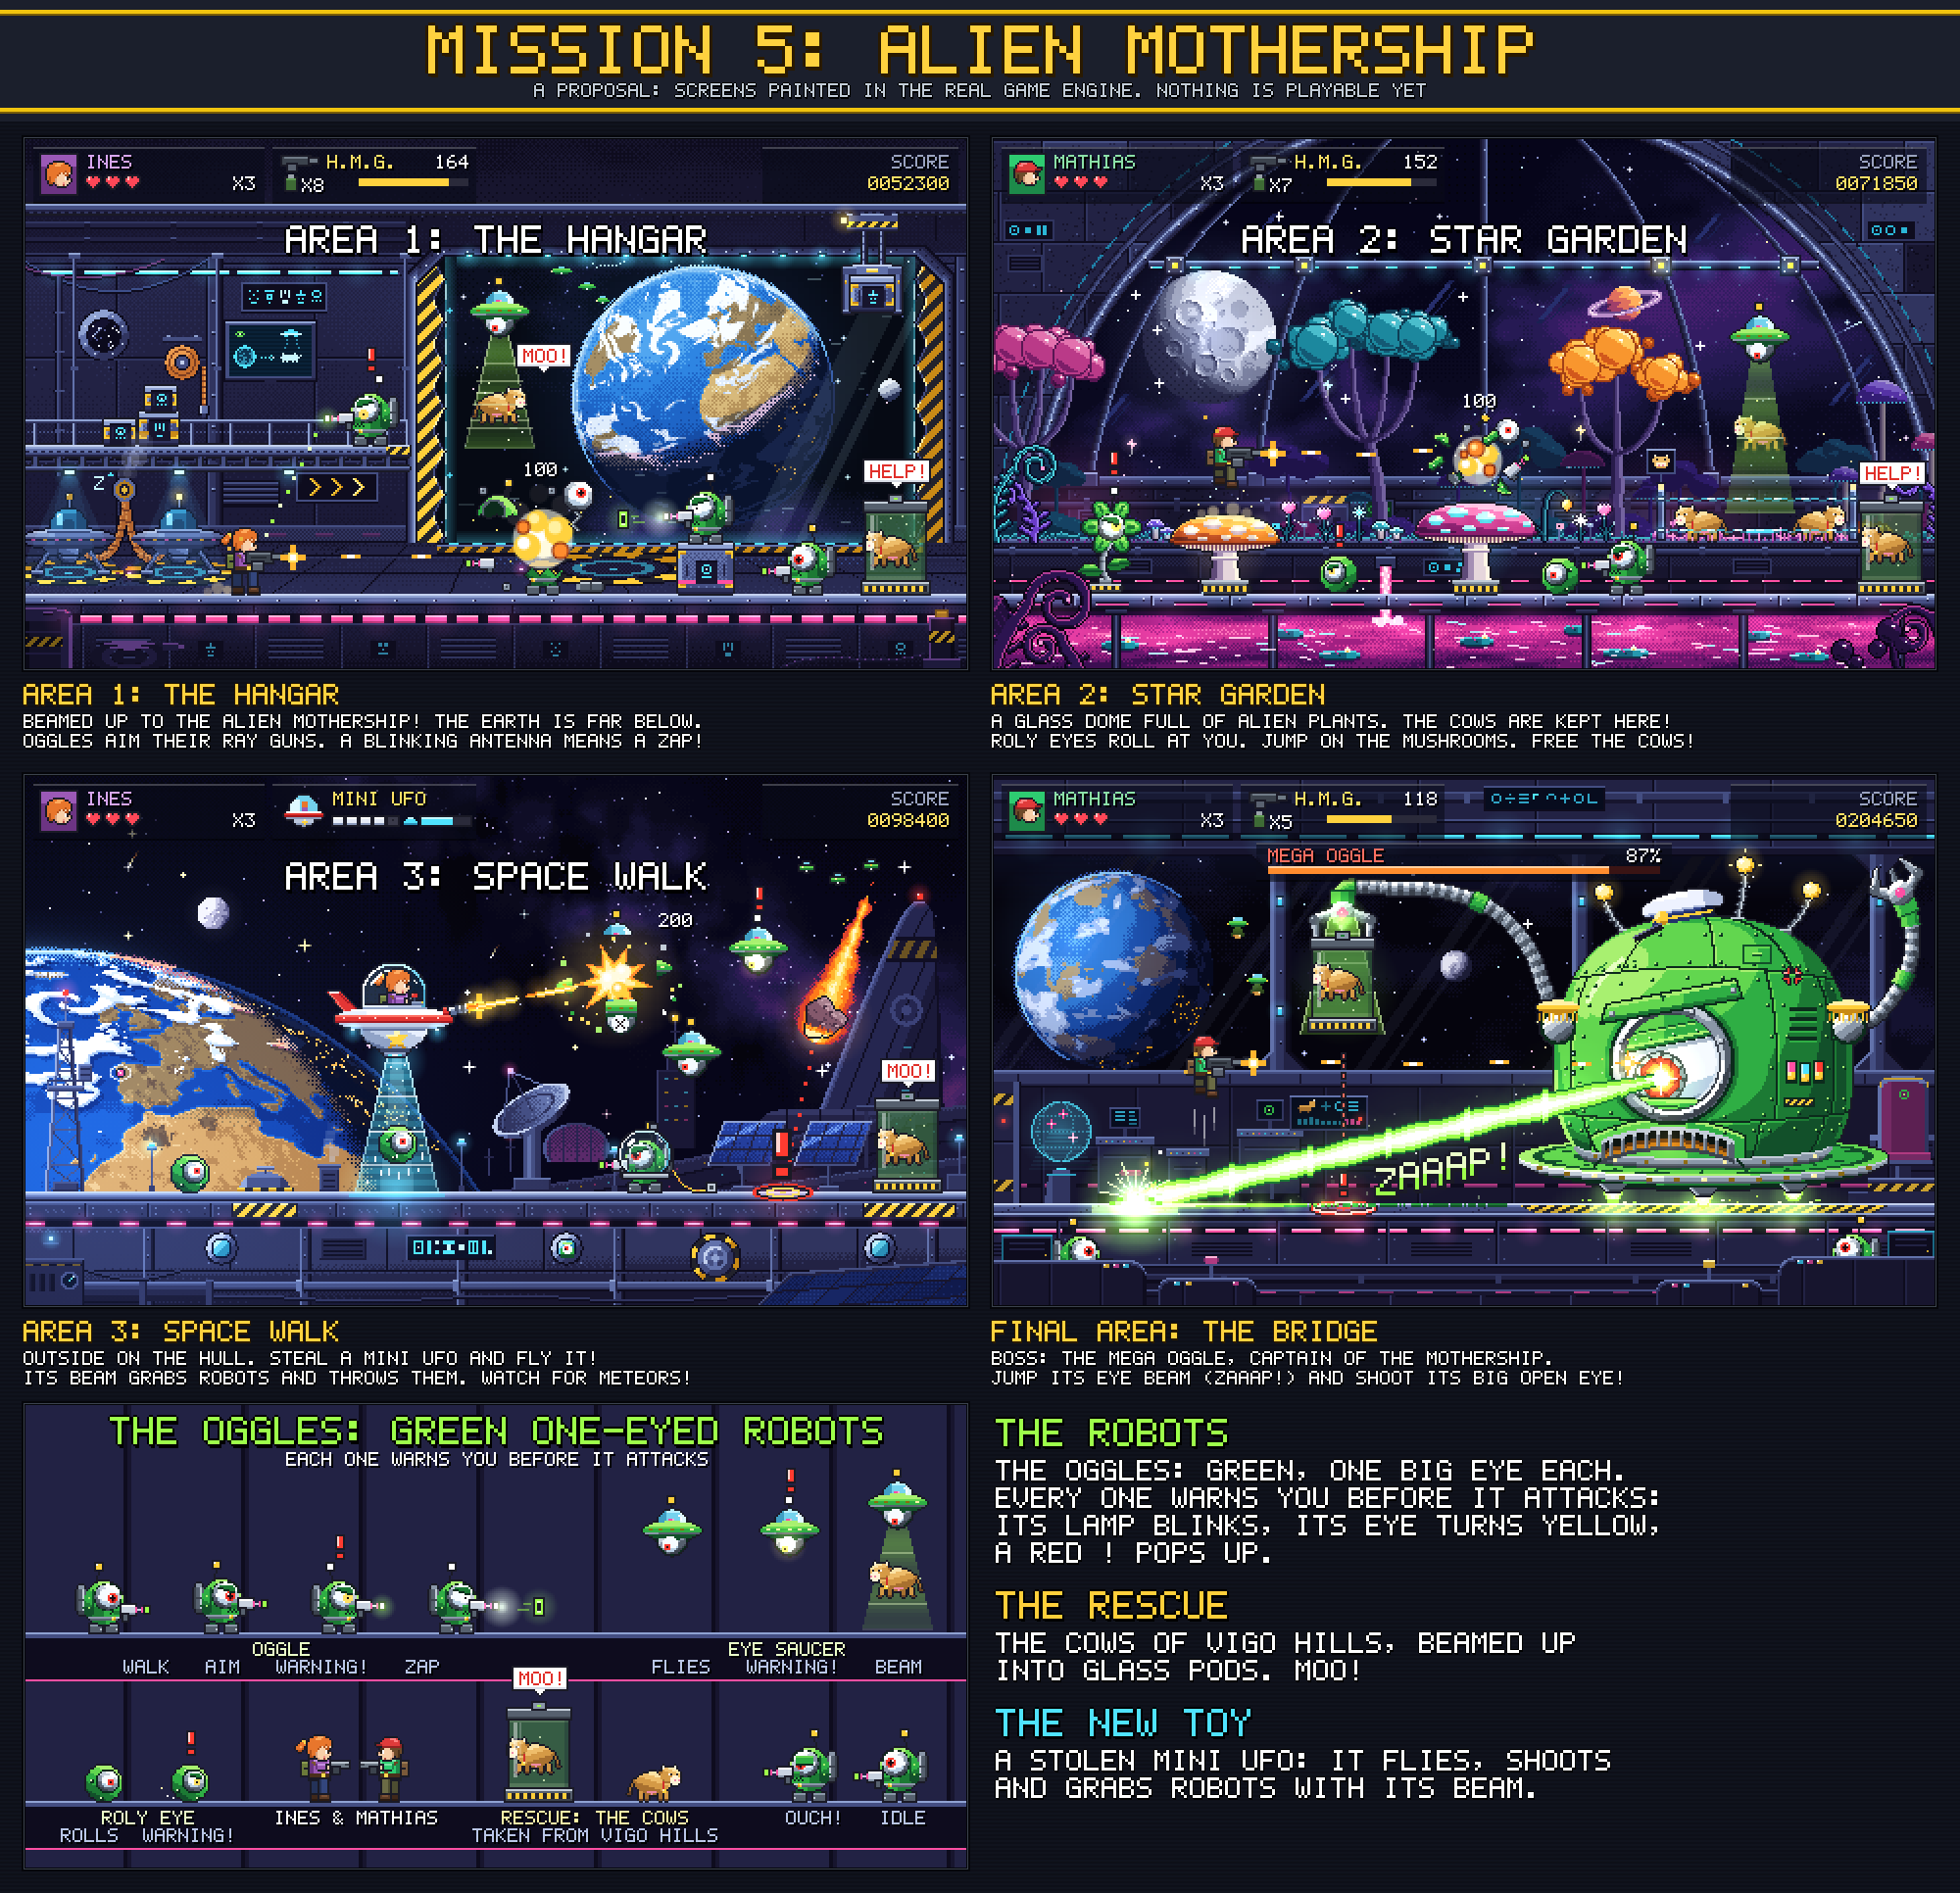 MISSION 5: ALIEN MOTHERSHIP
A PROPOSAL: SCREENS PAINTED IN THE REAL GAME ENGINE. NOTHING IS PLAYABLE YET
INES
X3
H.M.G. 164
X8
SCORE
0052300
AREA 1: THE HANGAR
MOO!
!
100
HELP!
Z
AREA 1: THE HANGAR
BEAMED UP TO THE ALIEN MOTHERSHIP! THE EARTH IS FAR BELOW.
OGGLES AIM THEIR RAY GUNS. A BLINKING ANTENNA MEANS A ZAP!
MATHIAS
X3
H.M.G. 152
X7
SCORE
0071850
AREA 2: STAR GARDEN
100
!
HELP!
!
AREA 2: STAR GARDEN
A GLASS DOME FULL OF ALIEN PLANTS. THE COWS ARE KEPT HERE!
ROLY EYES ROLL AT YOU. JUMP ON THE MUSHROOMS. FREE THE COWS!
INES
X3
MINI UFO
SCORE
0098400
AREA 3: SPACE WALK
!
200
MOO!
!
AREA 3: SPACE WALK
OUTSIDE ON THE HULL. STEAL A MINI UFO AND FLY IT!
ITS BEAM GRABS ROBOTS AND THROWS THEM. WATCH FOR METEORS!
MATHIAS
X3
H.M.G. 118
X5
SCORE
0204650
MEGA OGGLE 87%
ZAAAP!
!
FINAL AREA: THE BRIDGE
BOSS: THE MEGA OGGLE, CAPTAIN OF THE MOTHERSHIP.
JUMP ITS EYE BEAM (ZAAAP!) AND SHOOT ITS BIG OPEN EYE!
THE OGGLES: GREEN ONE-EYED ROBOTS
EACH ONE WARNS YOU BEFORE IT ATTACKS
!
!
OGGLE
WALK AIM WARNING! ZAP
EYE SAUCER
FLIES WARNING! BEAM
MOO!
!
!
ROLY EYE
ROLLS WARNING!
INES & MATHIAS
RESCUE: THE COWS
TAKEN FROM VIGO HILLS
OUCH! IDLE
THE ROBOTS
THE OGGLES: GREEN, ONE BIG EYE EACH.
EVERY ONE WARNS YOU BEFORE IT ATTACKS:
ITS LAMP BLINKS, ITS EYE TURNS YELLOW,
A RED ! POPS UP.
THE RESCUE
THE COWS OF VIGO HILLS, BEAMED UP
INTO GLASS PODS. MOO!
THE NEW TOY
A STOLEN MINI UFO: IT FLIES, SHOOTS
AND GRABS ROBOTS WITH ITS BEAM.